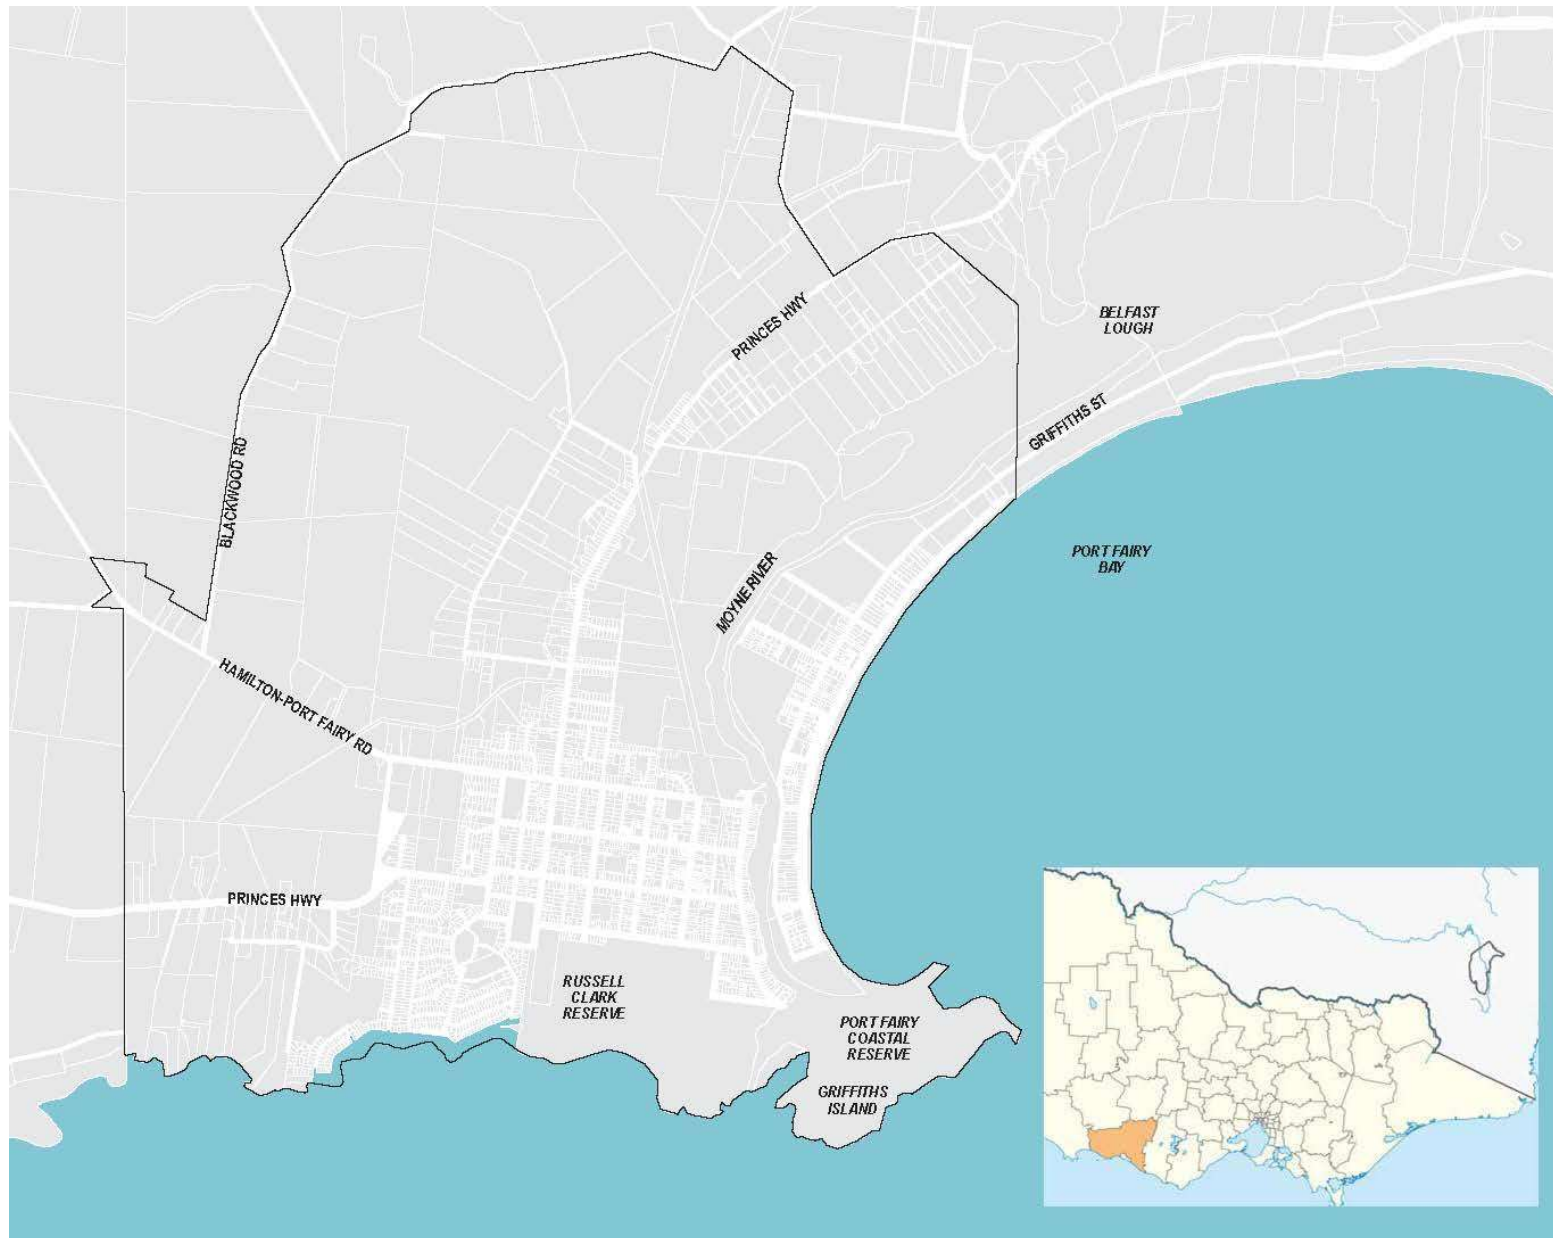 BELFAST
LOUGH
PRINCES HWY
GRIFFITHS ST
BLACKWOOD RD
PORT FAIRY
BAY
MOYNE RIVER
HAMILTON-PORT FAIRY RD
PRINCES HWY
RUSSELL
CLARK
RESERVE
PORT FAIRY
COASTAL
RESERVE
GRIFFITHS
ISLAND